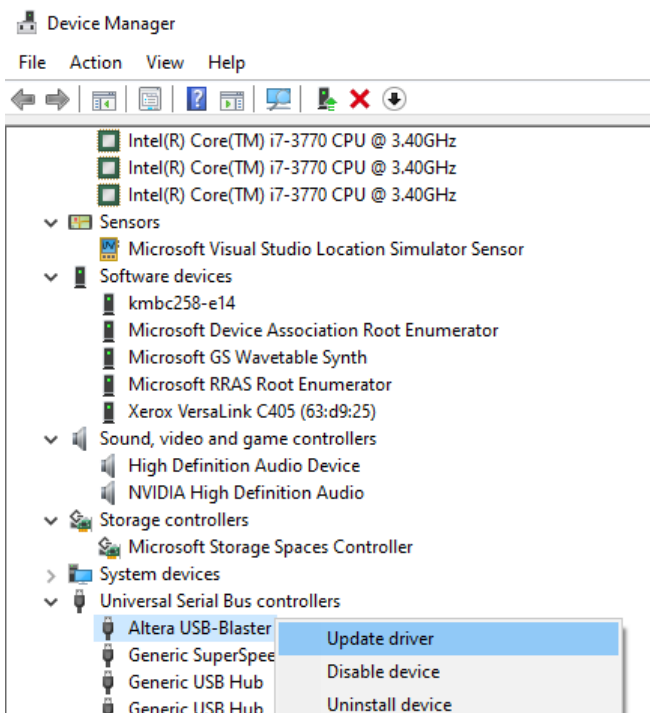 Device Manager
File Action View Help
Intel(R) Core(TM) i7-3770 CPU @ 3.40GHz
Intel(R) Core(TM) i7-3770 CPU @ 3.40GHz
Intel(R) Core(TM) i7-3770 CPU @ 3.40GHz
Sensors
Microsoft Visual Studio Location Simulator Sensor
Software devices
kmbc258-e14
Microsoft Device Association Root Enumerator
Microsoft GS Wavetable Synth
Microsoft RRAS Root Enumerator
Xerox VersaLink C405 (63:d9:25)
Sound, video and game controllers
High Definition Audio Device
NVIDIA High Definition Audio
Storage controllers
Microsoft Storage Spaces Controller
System devices
Universal Serial Bus controllers
Altera USB-Blaster
Update driver
Generic SuperSpee
Disable device
Generic USB Hub
Uninstall device
Generic USB Hub